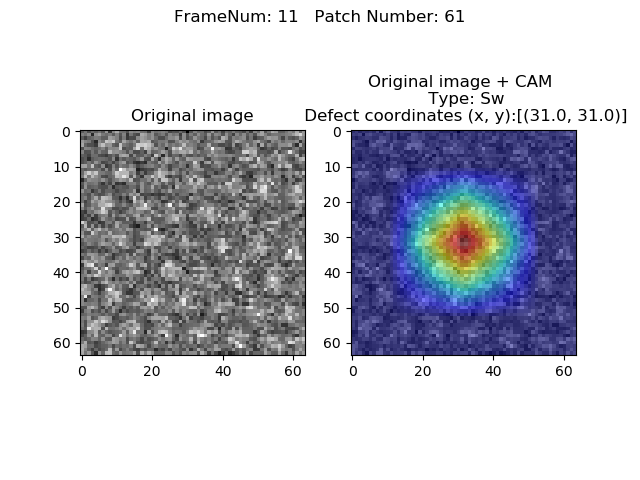 FrameNum: 11   Patch Number: 61
Original image
Original image + CAM
Type: Sw
Defect coordinates (x, y):[(31.0, 31.0)]
0
10
20
30
40
50
60
0 20 40 60
0
10
20
30
40
50
60
0 20 40 60